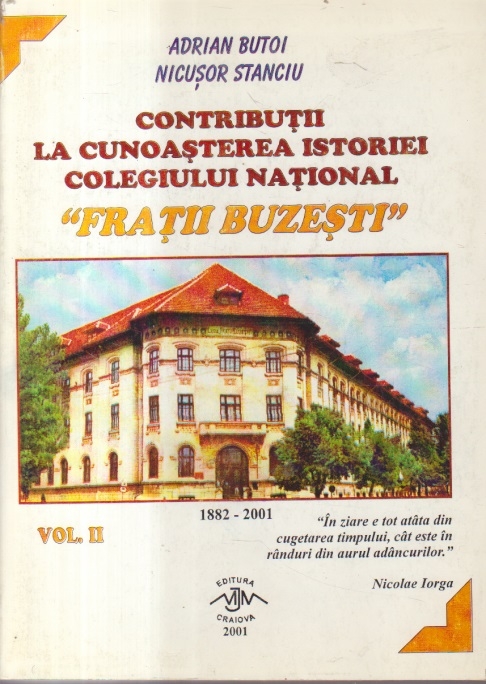 ADRIAN BUTOI
NICUȘOR STANCIU
CONTRIBUȚII
LA CUNOAȘTEREA ISTORIEI
COLEGIULUI NAȚIONAL
“FRAȚII BUZEȘTI”
1882 - 2001
VOL. II
“În ziare e tot atâta din
cugetarea timpului, cât este în
rânduri din aurul adâncurilor.”
Nicolae Iorga
EDITURA
MJM
CRAIOVA
2001